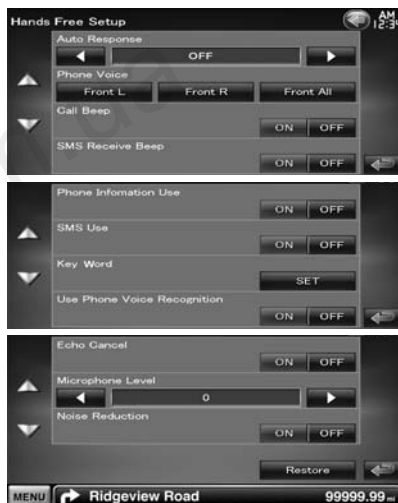 Hands Free Setup
AM
12:34
Auto Response
OFF
Phone Voice
Front L Front R Front All
Call Beep
ON OFF
SMS Receive Beep
ON OFF
Phone Infomation Use
ON OFF
SMS Use
ON OFF
Key Word
SET
Use Phone Voice Recognition
ON OFF
Echo Cancel
ON OFF
Microphone Level
0
Noise Reduction
ON OFF
Restore
MENU Ridgeview Road 99999.99